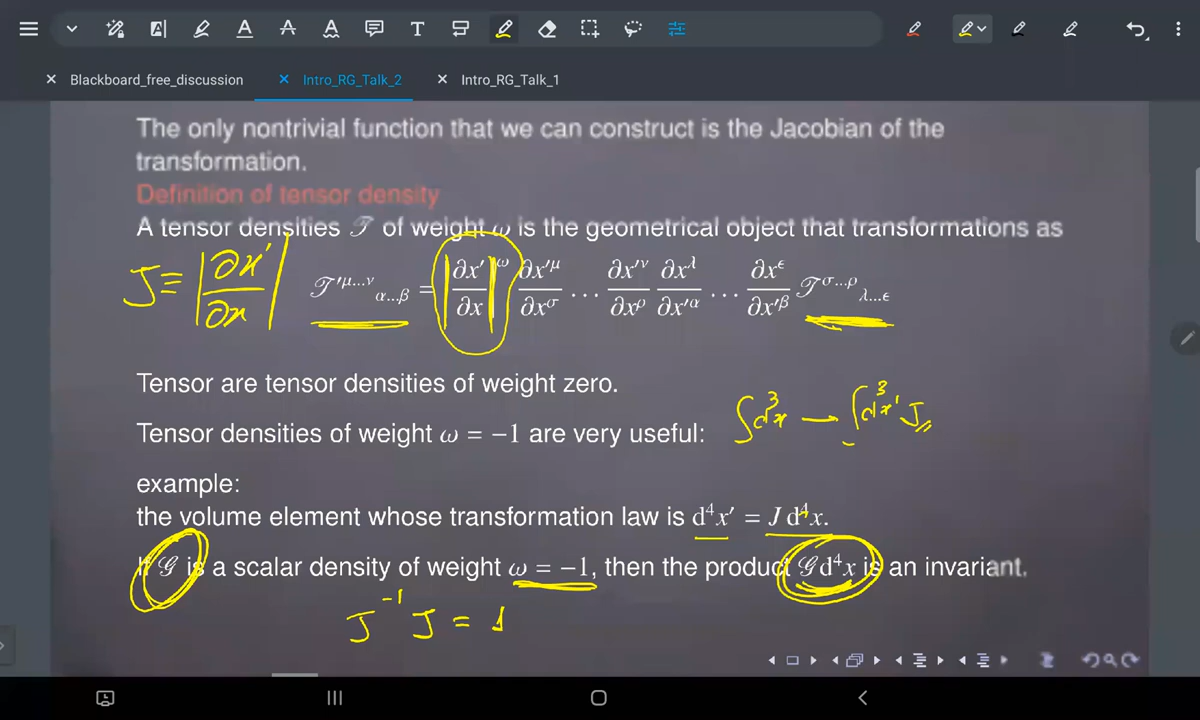 Blackboard_free_discussion Intro_RG_Talk_2 Intro_RG_Talk_1
The only nontrivial function that we can construct is the Jacobian of the
transformation.
Definition of tensor density
A tensor densities 𝒯 of weight ω is the geometrical object that transformations as
J ≡ |∂x'/∂x| 𝒯'^{μ...ν}_{α...β} = |∂x'/∂x|^ω ∂x'^μ/∂x^σ ... ∂x'^ν/∂x^ρ ∂x^λ/∂x'^α ... ∂x^ε/∂x'^β 𝒯^{σ...ρ}_{λ...ε}
Tensor are tensor densities of weight zero.
∫d³x → ∫d³x' J
Tensor densities of weight ω = −1 are very useful:
example:
the volume element whose transformation law is d⁴x′ = J d⁴x.
If 𝒢 is a scalar density of weight ω = −1, then the product 𝒢 d⁴x is an invariant.
J⁻¹ J = 1